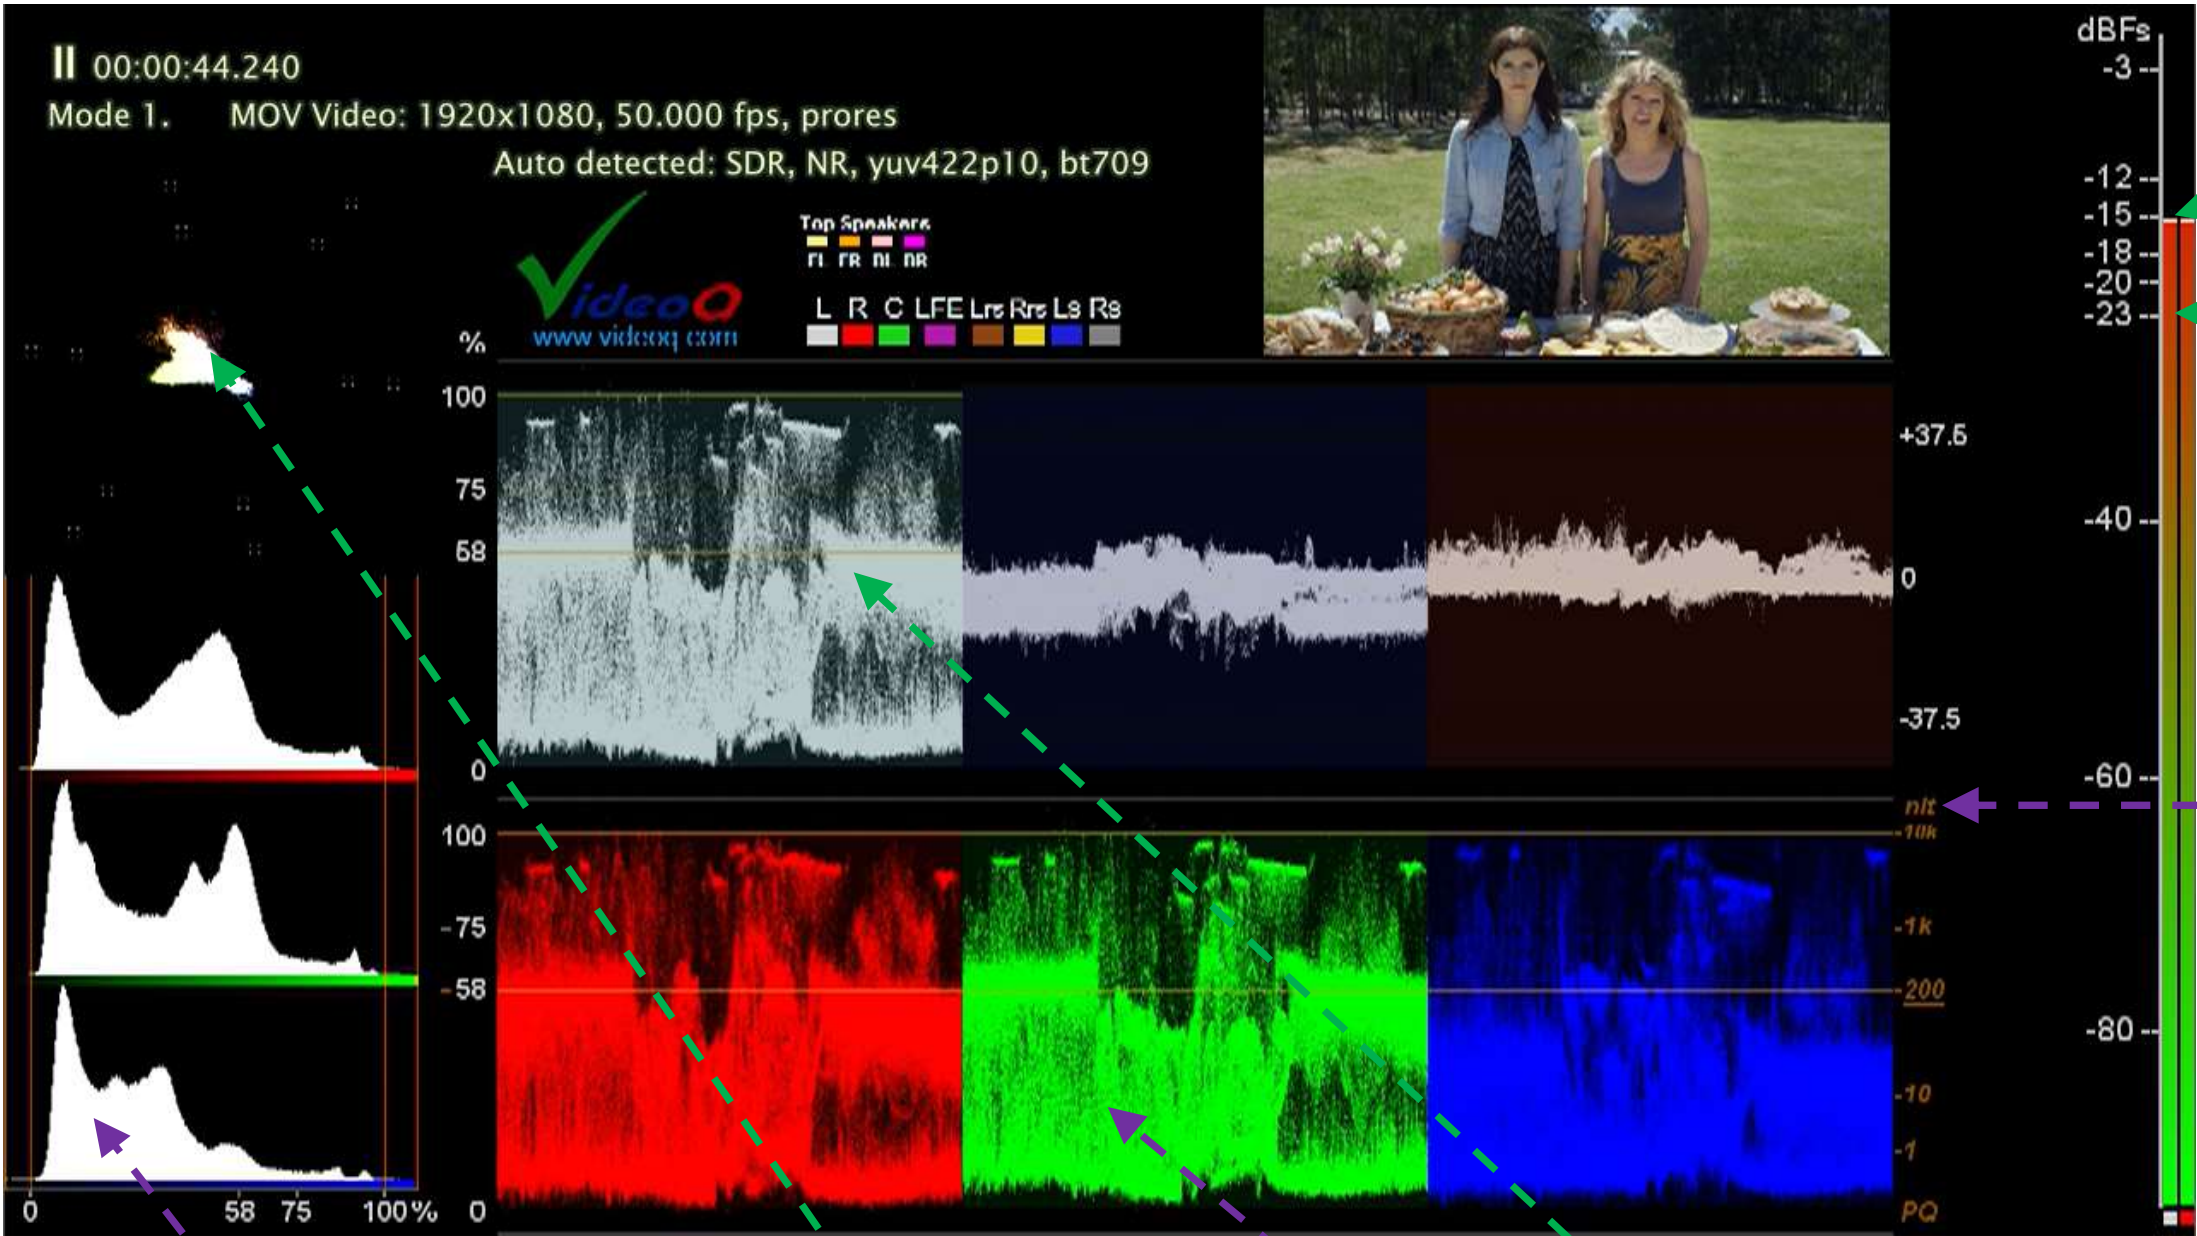 00:00:44.240
Mode 1. MOV Video: 1920x1080, 50.000 fps, prores
Auto detected: SDR, NR, yuv422p10, bt709
VideoQ
www.videoq.com
Top Speakers
L R C LFE Lrs Rrs Ls Rs
%
100
75
58
0
+37.5
0
-37.5
100
-75
-58
0
nit
-10k
-1k
-200
-10
-1
PQ
0 58 75 100%
dBFs
-3
-12
-15
-18
-20
-23
-40
-60
-80